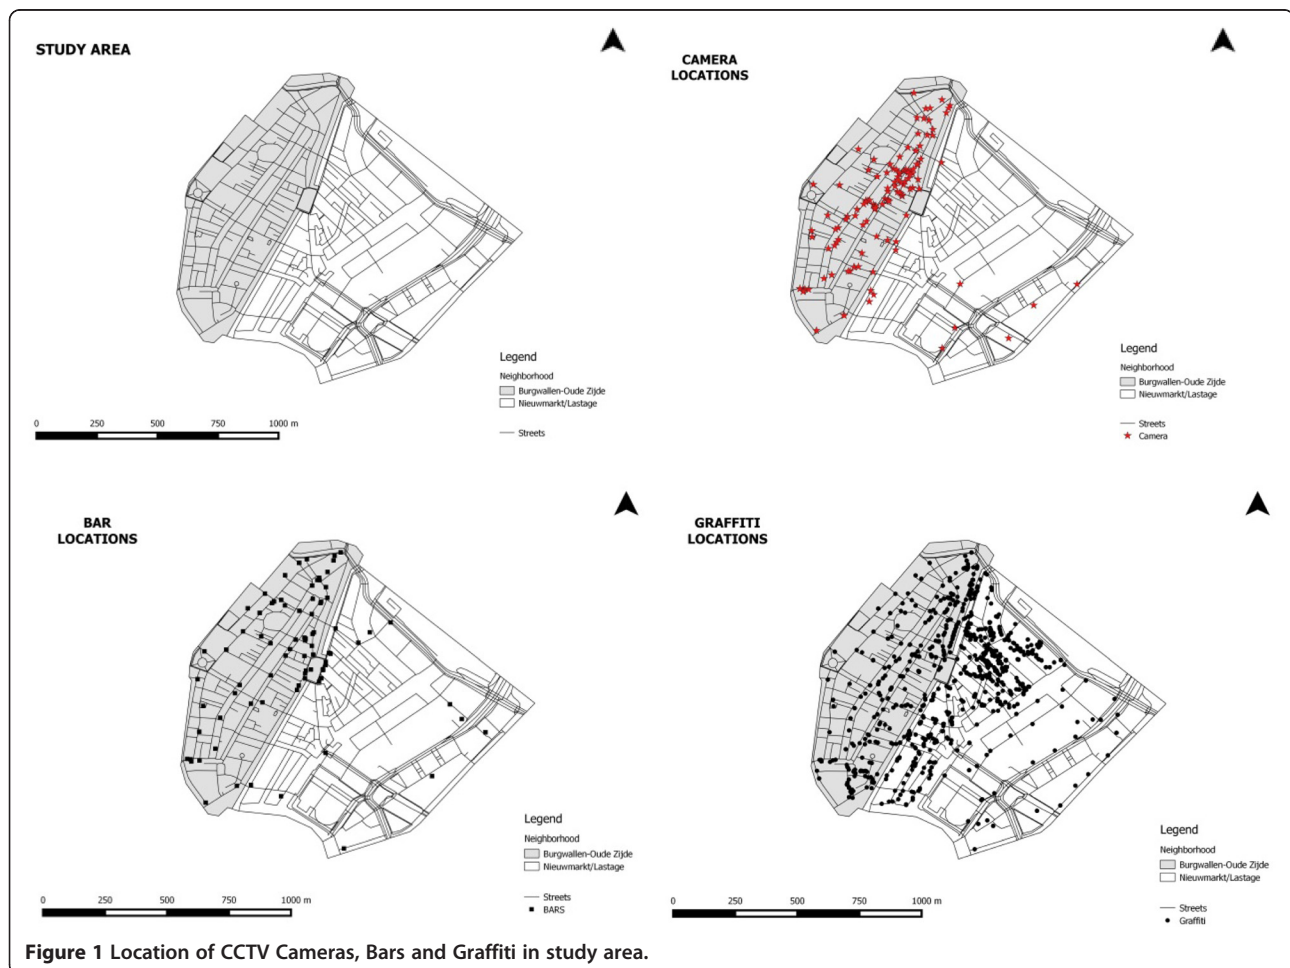 STUDY AREA
Legend
Neighborhood
Burgwallen-Oude Zijde
Nieuwmarkt/Lastage
Streets
0 250 500 750 1000 m
CAMERA
LOCATIONS
Legend
Neighborhood
Burgwallen-Oude Zijde
Nieuwmarkt/Lastage
Streets
Camera
BAR
LOCATIONS
Legend
Neighborhood
Burgwallen-Oude Zijde
Nieuwmarkt/Lastage
Streets
BARS
0 250 500 750 1000 m
GRAFFITI
LOCATIONS
Legend
Neighborhood
Burgwallen-Oude Zijde
Nieuwmarkt/Lastage
Streets
Graffiti
0 250 500 750 1000 m
Figure 1 Location of CCTV Cameras, Bars and Graffiti in study area.